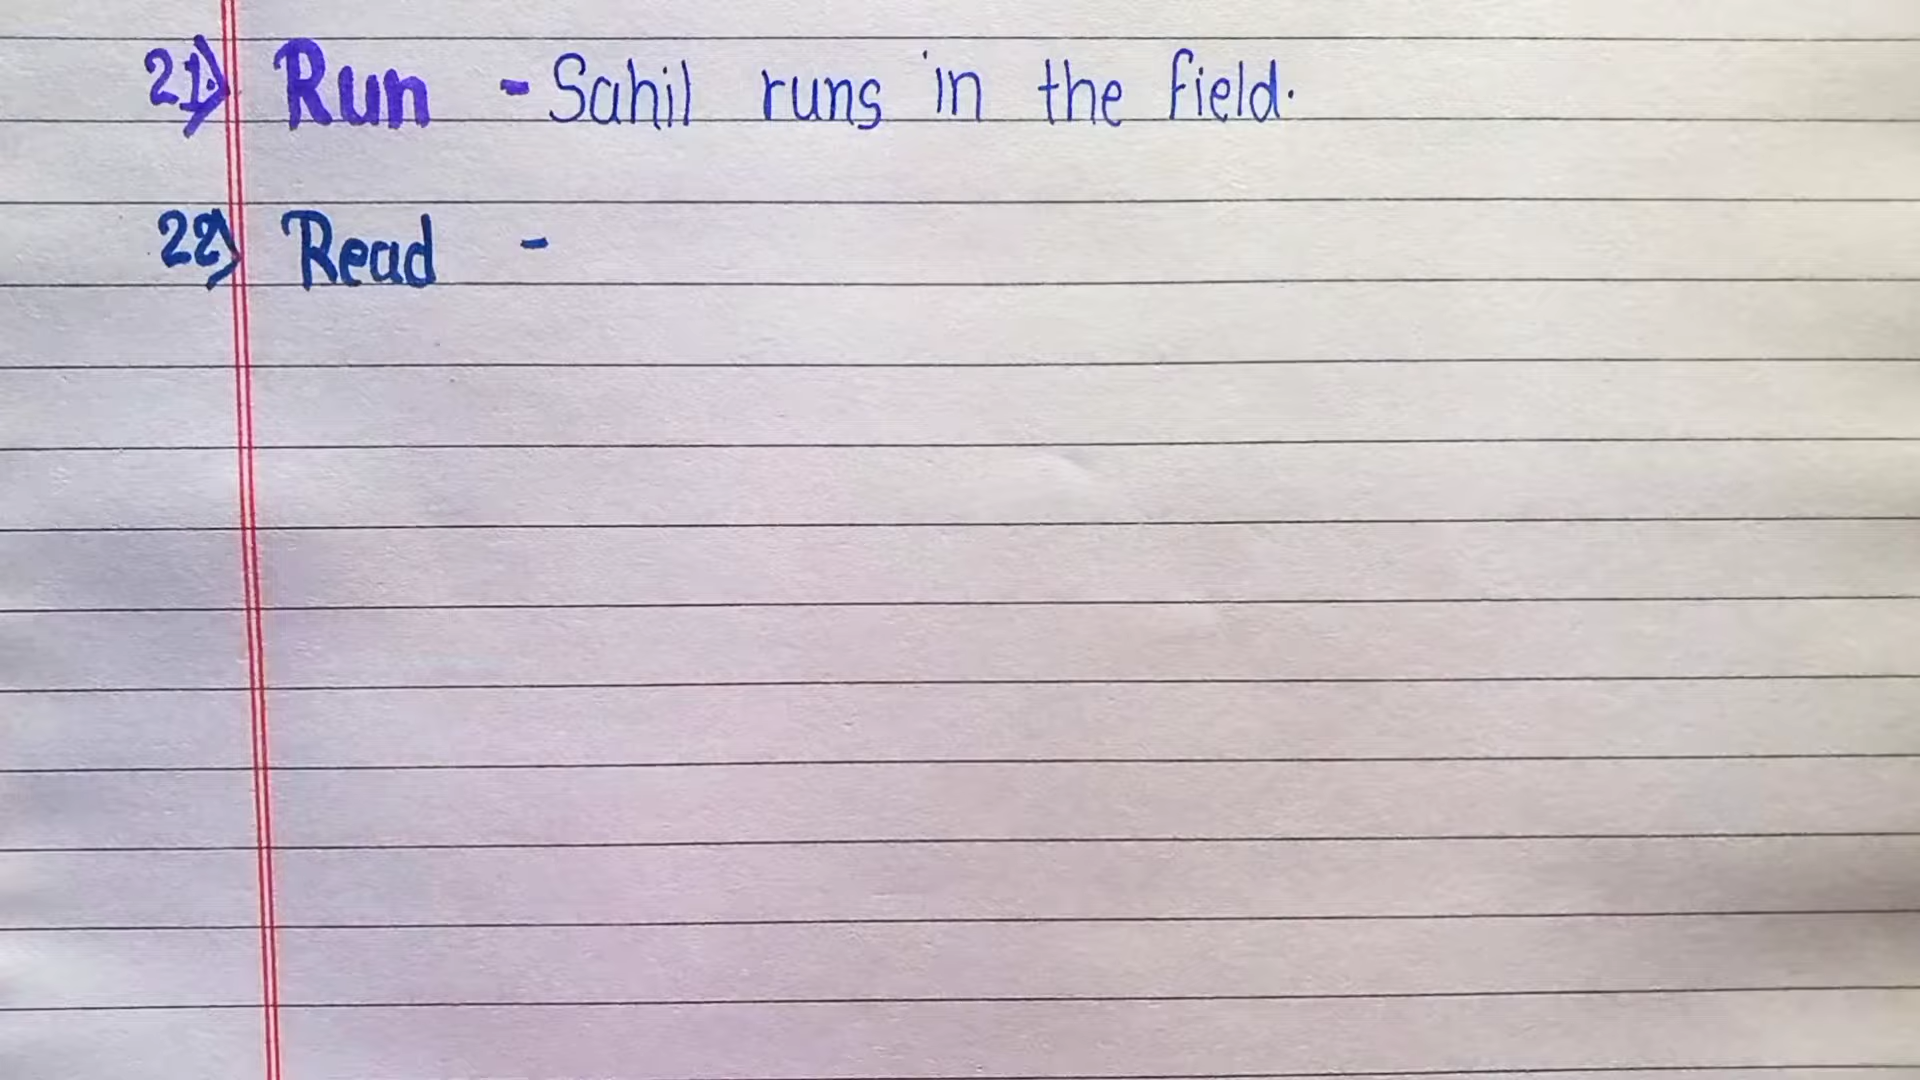 21) Run - Sahil runs in the field.
22) Read -